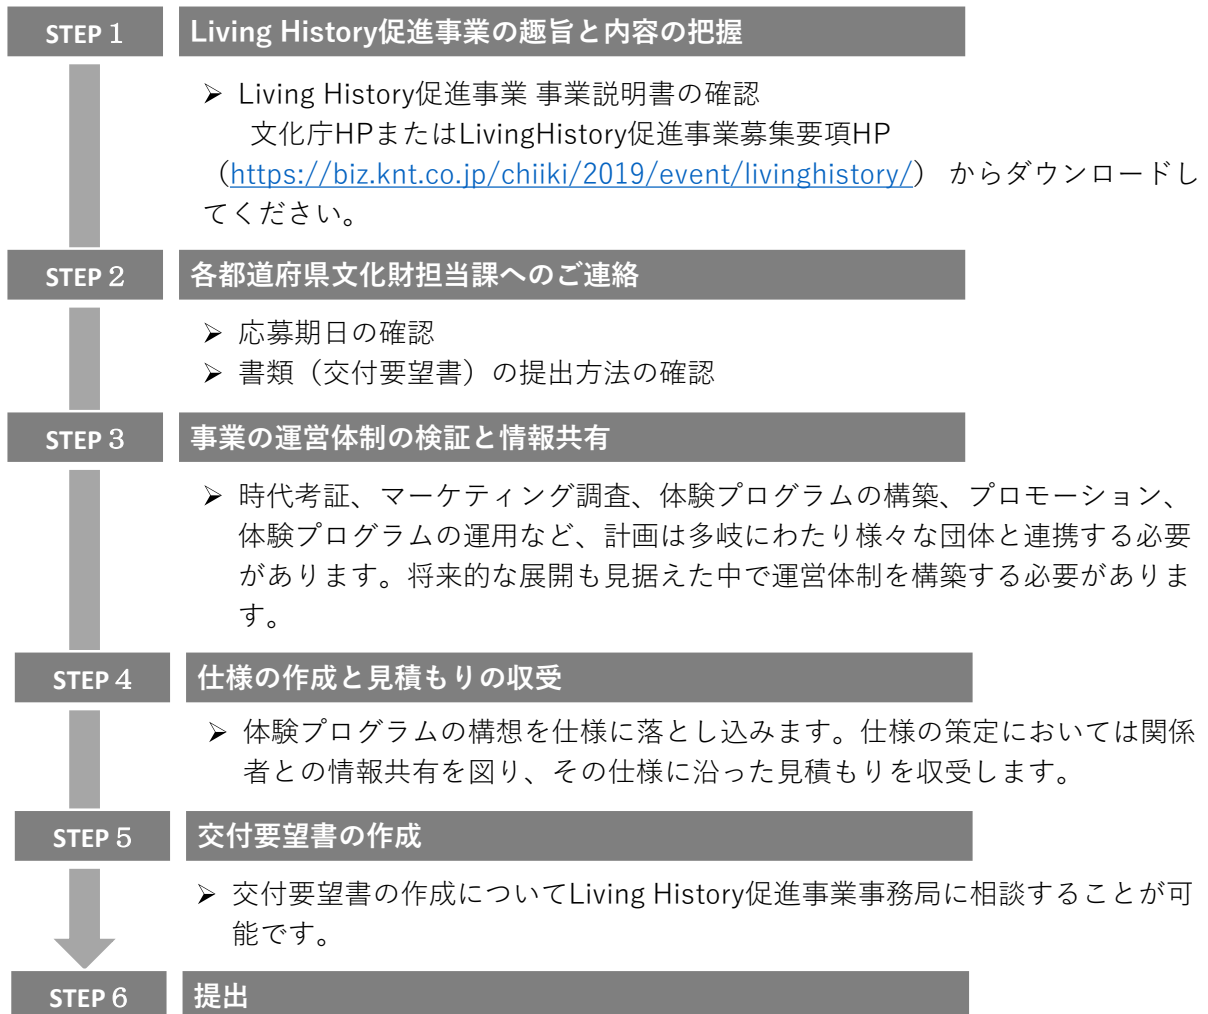 STEP 1 Living History促進事業の趣旨と内容の把握
➢ Living History促進事業 事業説明書の確認
文化庁HPまたはLivingHistory促進事業募集要項HP
（https://biz.knt.co.jp/chiiki/2019/event/livinghistory/） からダウンロードし
てください。
STEP 2 各都道府県文化財担当課へのご連絡
➢ 応募期日の確認
➢ 書類（交付要望書）の提出方法の確認
STEP 3 事業の運営体制の検証と情報共有
➢ 時代考証、マーケティング調査、体験プログラムの構築、プロモーション、
体験プログラムの運用など、計画は多岐にわたり様々な団体と連携する必要
があります。将来的な展開も見据えた中で運営体制を構築する必要がありま
す。
STEP 4 仕様の作成と見積もりの収受
➢ 体験プログラムの構想を仕様に落とし込みます。仕様の策定においては関係
者との情報共有を図り、その仕様に沿った見積もりを収受します。
STEP 5 交付要望書の作成
➢ 交付要望書の作成についてLiving History促進事業事務局に相談することが可
能です。
STEP 6 提出